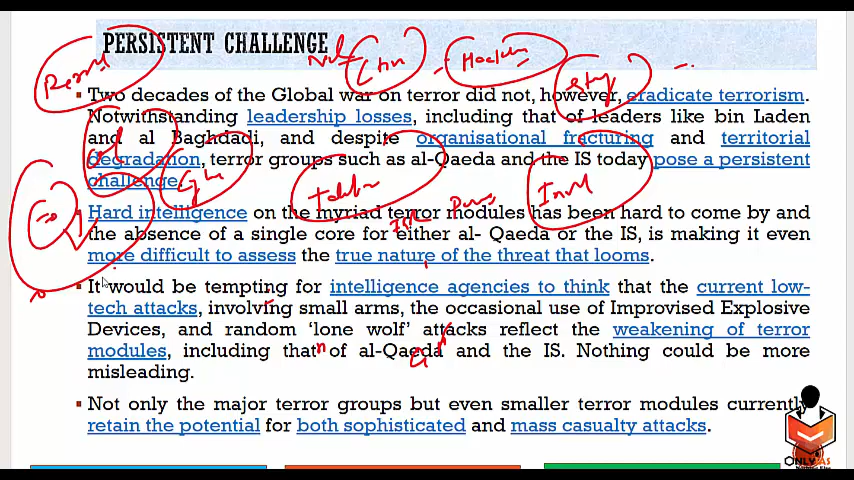 PERSISTENT CHALLENGE
▪ Two decades of the Global war on terror did not, however, eradicate terrorism.
Notwithstanding leadership losses, including that of leaders like bin Laden
and al Baghdadi, and despite organisational fracturing and territorial
degradation, terror groups such as al-Qaeda and the IS today pose a persistent
challenge.
Hard intelligence on the myriad terror modules has been hard to come by and
the absence of a single core for either al- Qaeda or the IS, is making it even
more difficult to assess the true nature of the threat that looms.
▪ It would be tempting for intelligence agencies to think that the current low-
tech attacks, involving small arms, the occasional use of Improvised Explosive
Devices, and random 'lone wolf' attacks reflect the weakening of terror
modules, including that of al-Qaeda and the IS. Nothing could be more
misleading.
▪ Not only the major terror groups but even smaller terror modules currently
retain the potential for both sophisticated and mass casualty attacks.